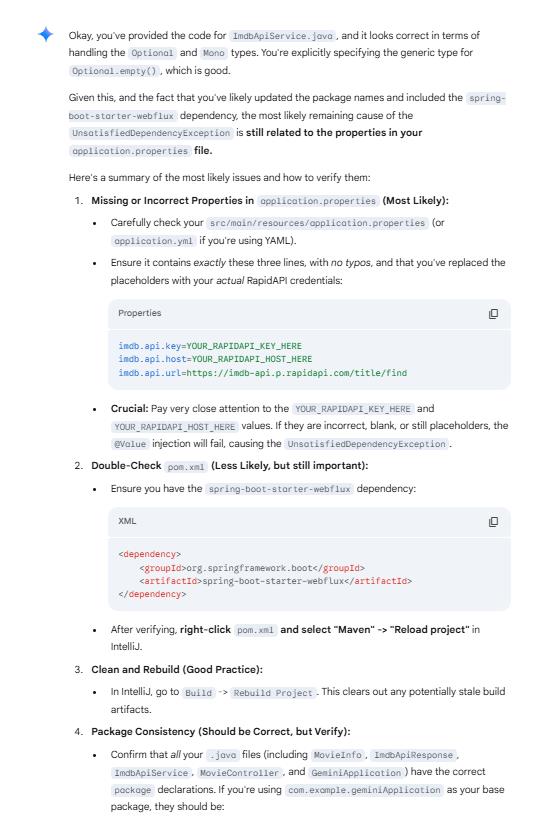 Okay, you've provided the code for ImdbApiService.java, and it looks correct in terms of
handling the Optional and Mono types. You're explicitly specifying the generic type for
Optional.empty(), which is good.
Given this, and the fact that you've likely updated the package names and included the spring-
boot-starter-webflux dependency, the most likely remaining cause of the
UnsatisfiedDependencyException is still related to the properties in your
application.properties file.
Here's a summary of the most likely issues and how to verify them:
1. Missing or Incorrect Properties in application.properties (Most Likely):
• Carefully check your src/main/resources/application.properties (or
application.yml if you're using YAML).
• Ensure it contains exactly these three lines, with no typos, and that you've replaced the
placeholders with your actual RapidAPI credentials:
Properties
imdb.api.key=YOUR_RAPIDAPI_KEY_HERE
imdb.api.host=YOUR_RAPIDAPI_HOST_HERE
imdb.api.url=https://imdb-api.p.rapidapi.com/title/find
• Crucial: Pay very close attention to the YOUR_RAPIDAPI_KEY_HERE and
YOUR_RAPIDAPI_HOST_HERE values. If they are incorrect, blank, or still placeholders, the
@Value injection will fail, causing the UnsatisfiedDependencyException.
2. Double-Check pom.xml (Less Likely, but still important):
• Ensure you have the spring-boot-starter-webflux dependency:
XML
<dependency>
    <groupId>org.springframework.boot</groupId>
    <artifactId>spring-boot-starter-webflux</artifactId>
</dependency>
• After verifying, right-click pom.xml and select "Maven" -> "Reload project" in
IntelliJ.
3. Clean and Rebuild (Good Practice):
• In IntelliJ, go to Build -> Rebuild Project. This clears out any potentially stale build
artifacts.
4. Package Consistency (Should be Correct, but Verify):
• Confirm that all your .java files (including MovieInfo, ImdbApiResponse,
ImdbApiService, MovieController, and GeminiApplication) have the correct
package declarations. If you're using com.example.geminiApplication as your base
package, they should be: